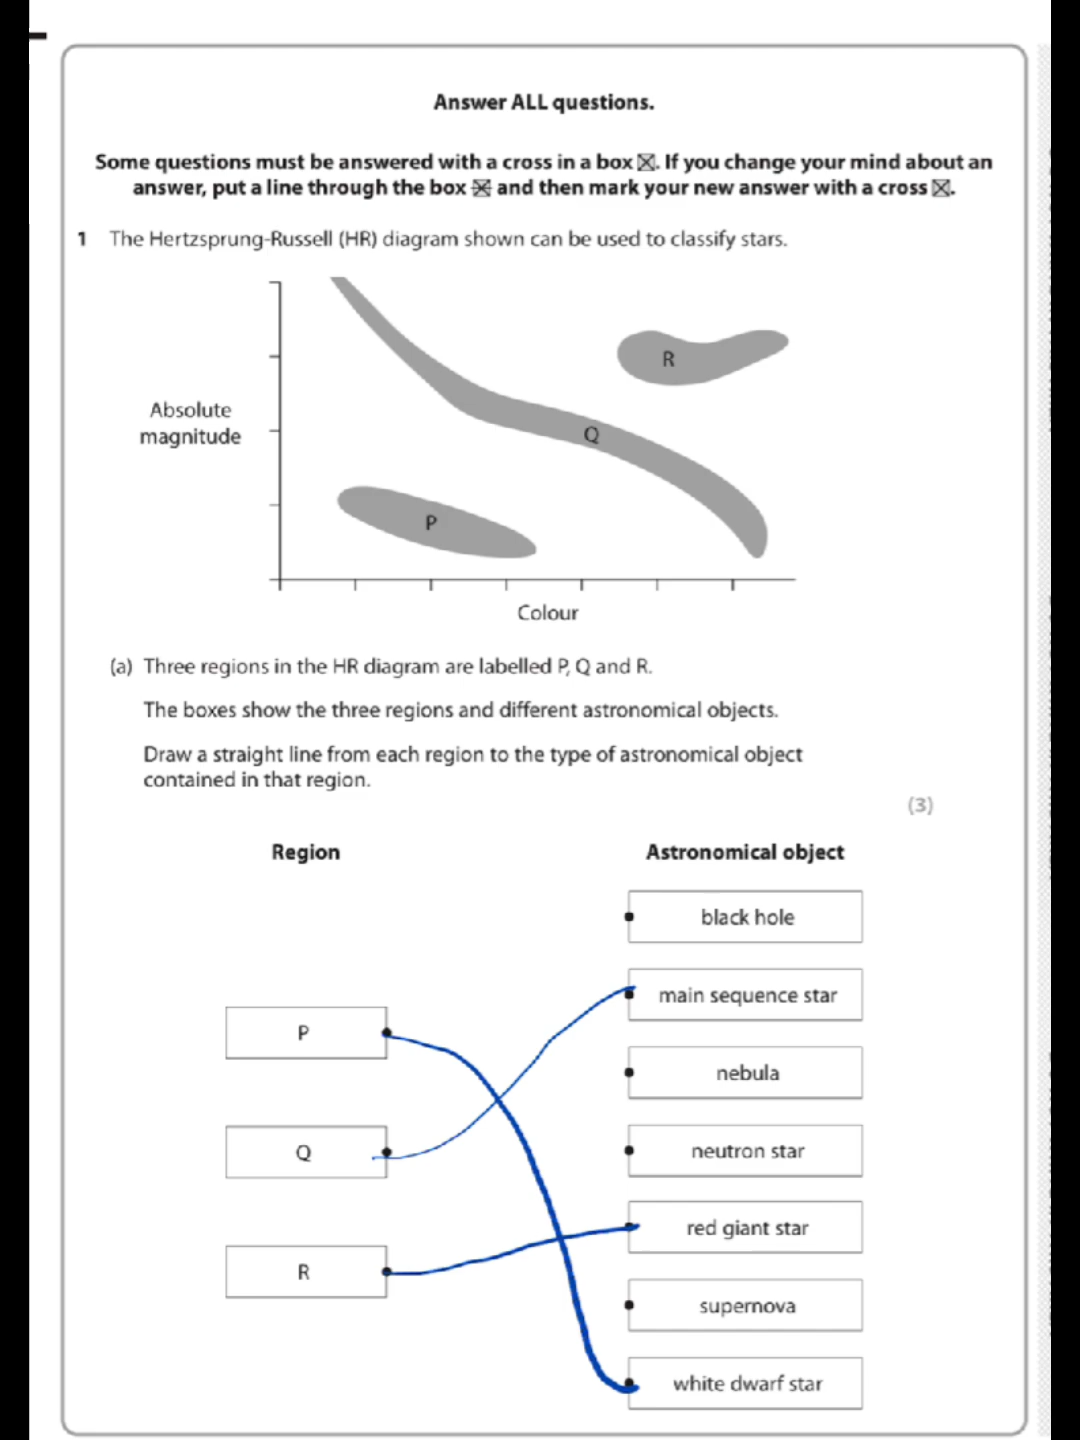 Answer ALL questions.
Some questions must be answered with a cross in a box ☒. If you change your mind about an
answer, put a line through the box and then mark your new answer with a cross ☒.
1 The Hertzsprung-Russell (HR) diagram shown can be used to classify stars.
R
Absolute
magnitude
Q
P
Colour
(a) Three regions in the HR diagram are labelled P, Q and R.
The boxes show the three regions and different astronomical objects.
Draw a straight line from each region to the type of astronomical object
contained in that region.
(3)
Region
Astronomical object
black hole
main sequence star
P
nebula
Q
neutron star
red giant star
R
supernova
white dwarf star